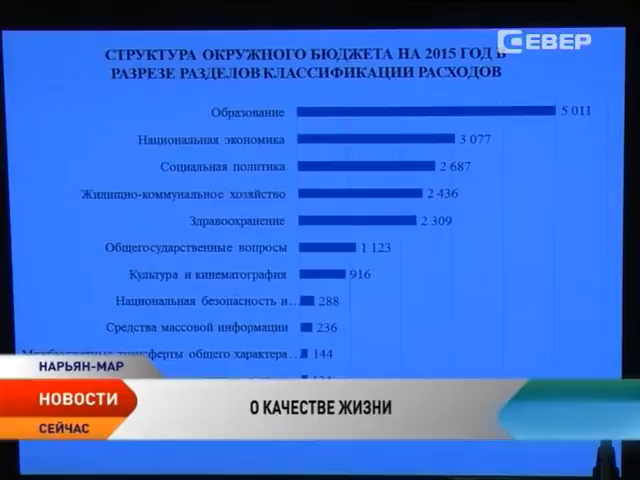 СЕВЕР
СТРУКТУРА ОКРУЖНОГО БЮДЖЕТА НА 2015 ГОД В
РАЗРЕЗЕ РАЗДЕЛОВ КЛАССИФИКАЦИИ РАСХОДОВ
Образование 5 011
Национальная экономика 3 077
Социальная политика 2 687
Жилищно-коммунальное хозяйство 2 436
Здравоохранение 2 309
Общегосударственные вопросы 1 123
Культура и кинематография 916
Национальная безопасность и… 288
Средства массовой информации 236
общего характера… 144
НАРЬЯН-МАР
НОВОСТИ
О КАЧЕСТВЕ ЖИЗНИ
СЕЙЧАС